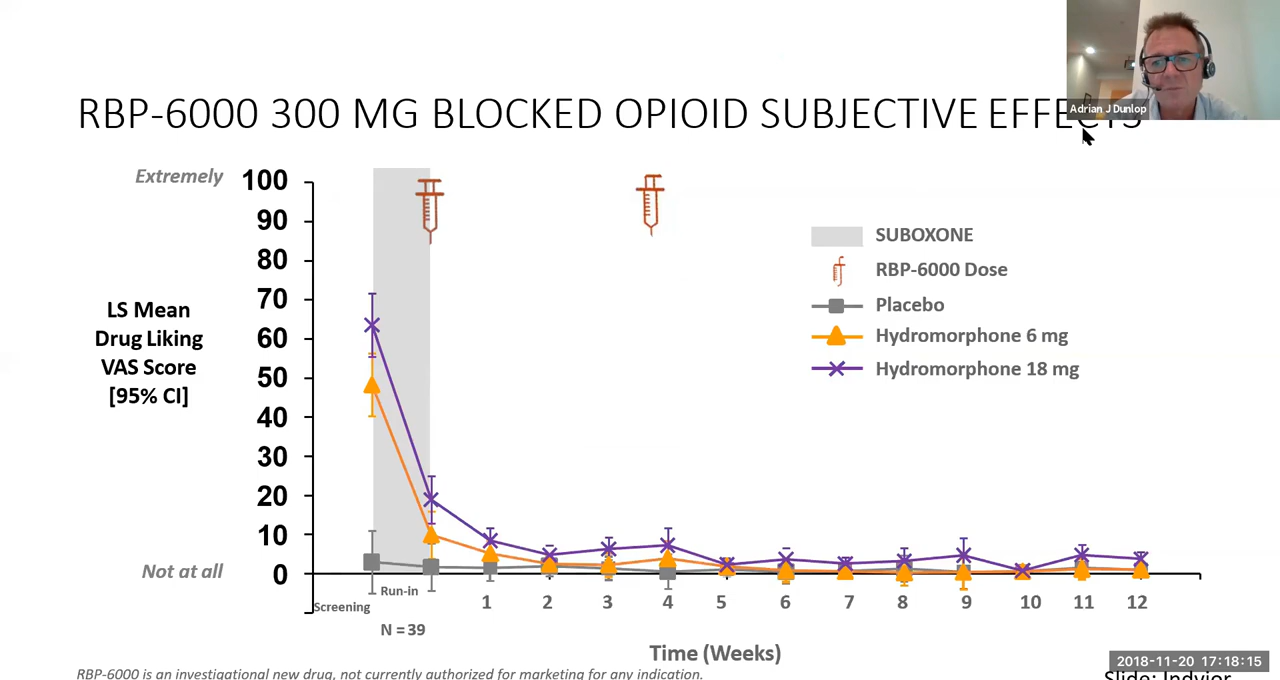 Adrian J Dunlop
RBP-6000 300 MG BLOCKED OPIOID SUBJECTIVE EFFECTS
Extremely
100
90
80
70
60
50
40
30
20
10
0
Not at all
LS Mean
Drug Liking
VAS Score
[95% CI]
SUBOXONE
RBP-6000 Dose
Placebo
Hydromorphone 6 mg
Hydromorphone 18 mg
Screening
Run-in
1 2 3 4 5 6 7 8 9 10 11 12
N = 39
Time (Weeks)
2018-11-20 17:18:15
RBP-6000 is an investigational new drug, not currently authorized for marketing for any indication.
Slide: Indvior